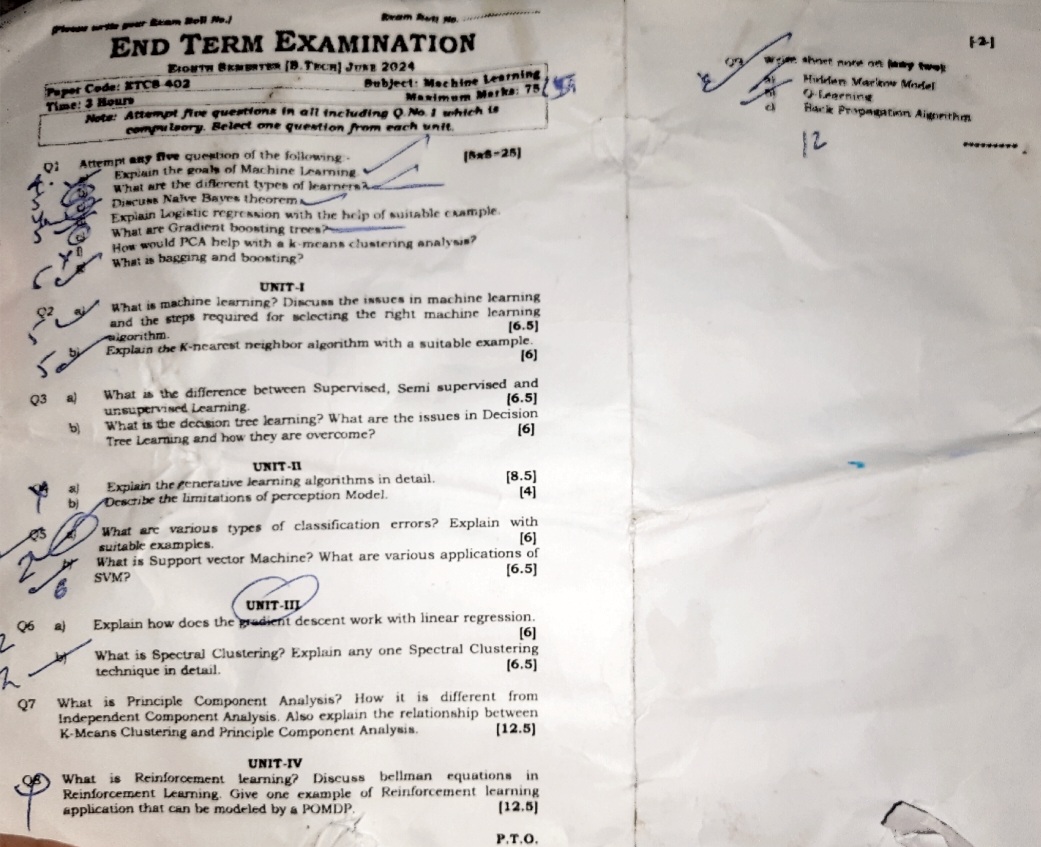 (Please write your Exam Roll No.)
Exam Roll No. ................
END TERM EXAMINATION
EIGHTH SEMESTER [B.TECH] JUNE 2024
Paper Code: ETCS 402
Subject: Machine Learning
Time: 3 Hours
Maximum Marks: 75
Note: Attempt five questions in all including Q.No.1 which is
compulsory. Select one question from each unit.
Q1 Attempt any five question of the following:- [5x5=25]
Explain the goals of Machine Learning.
What are the different types of learners?
Discuss Naïve Bayes theorem.
Explain Logistic regression with the help of suitable example.
What are Gradient boosting trees?
f) How would PCA help with a k-means clustering analysis?
What is bagging and boosting?
UNIT-I
Q2 a) What is machine learning? Discuss the issues in machine learning
and the steps required for selecting the right machine learning
algorithm. [6.5]
b) Explain the K-nearest neighbor algorithm with a suitable example.
[6]
Q3 a) What is the difference between Supervised, Semi supervised and
unsupervised Learning. [6.5]
b) What is the decision tree learning? What are the issues in Decision
Tree Learning and how they are overcome? [6]
UNIT-II
a) Explain the generative learning algorithms in detail. [8.5]
b) Describe the limitations of perception Model. [4]
Q5 a) What are various types of classification errors? Explain with
suitable examples. [6]
b) What is Support vector Machine? What are various applications of
SVM? [6.5]
UNIT-III
Q6 a) Explain how does the gradient descent work with linear regression.
[6]
b) What is Spectral Clustering? Explain any one Spectral Clustering
technique in detail. [6.5]
Q7 What is Principle Component Analysis? How it is different from
Independent Component Analysis. Also explain the relationship between
K-Means Clustering and Principle Component Analysis. [12.5]
UNIT-IV
Q8 What is Reinforcement learning? Discuss bellman equations in
Reinforcement Learning. Give one example of Reinforcement learning
application that can be modeled by a POMDP. [12.5]
P.T.O.
[-2-]
Q9 Write short note on (any two):
a) Hidden Markow Model
b) Q-Learning
c) Back Propagation Algorithm
12
*********